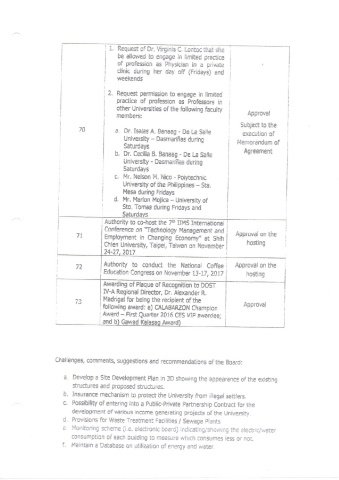 1. Request of Dr. Virginia C. Lontoc that she
be allowed to engage in limited practice
of profession as Physician in a private
clinic during her day off (Fridays) and
weekends
2. Request permission to engage in limited
practice of profession as Professors in
other Universities of the following faculty
members:
70
a Dr. Isaias A. Banaag - De La Salle
University – Dasmariñas during
Saturdays
b. Dr. Cecilia B. Banaag - De La Salle
University - Dasmariñas during
Saturdays
c. Mr. Nelson M. Nico - Polytechnic
University of the Philippines – Sta.
Mesa during Fridays
d. Mr. Marlon Mojica – University of
Sto. Tomas during Fridays and
Saturdays
Approval
Subject to the
execution of
Memorandum of
Agreement
71
Authority to co-host the 7th IIMS International
Conference on "Technology Management and
Employment in Changing Economy" at Shih
Chien University, Taipei, Taiwan on November
24-27, 2017
Approval on the
hosting
72
Authority to conduct the National Coffee
Education Congress on November 13-17, 2017
Approval on the
hosting
73
Awarding of Plaque of Recognition to DOST
IV-A Regional Director, Dr. Alexander R.
Madrigal for being the recipient of the
following award: a) CALABARZON Champion
Award – First Quarter 2016 CES VIP awardee;
and b) Gawad Kalasag Award)
Approval
Challenges, comments, suggestions and recommendations of the Board:
a. Develop a Site Development Plan in 3D showing the appearance of the existing
structures and proposed structures.
b. Insurance mechanism to protect the University from illegal settlers.
c. Possibility of entering into a Public-Private Partnership Contract for the
development of various income generating projects of the University
d. Provisions for Waste Treatment Facilities / Sewage Plants
e. Monitoring scheme (i.e. electronic board) indicating/showing the electric/water
consumption of each building to measure which consumes less or not.
f. Maintain a Database on utilization of energy and water